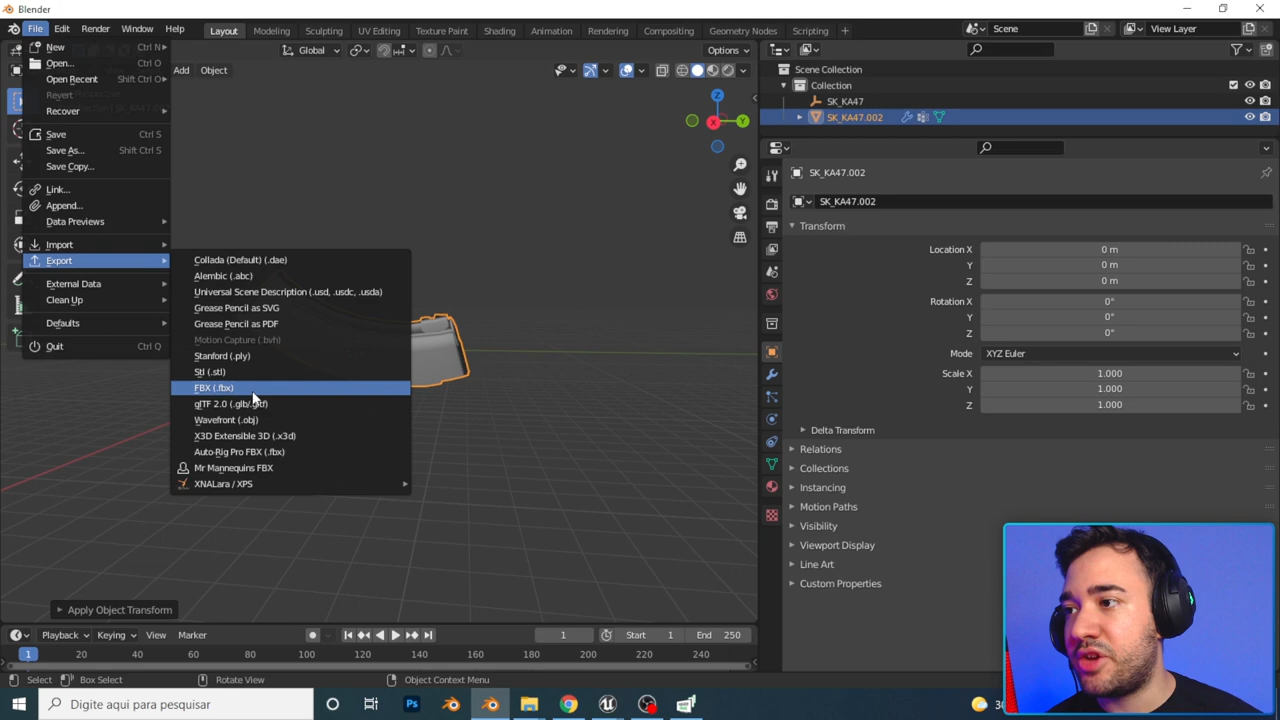 Blender
File Edit Render Window Help
Layout Modeling Sculpting UV Editing Texture Paint Shading Animation Rendering Compositing Geometry Nodes Scripting +
Scene
View Layer
Global
Options
Add Object
New Ctrl N
Open... Ctrl O
Open Recent Shift Ctrl O
Revert
Recover
Save Ctrl S
Save As... Shift Ctrl S
Save Copy...
Link...
Append...
Data Previews
Import
Export
External Data
Clean Up
Defaults
Quit Ctrl Q
Collada (Default) (.dae)
Alembic (.abc)
Universal Scene Description (.usd, .usdc, .usda)
Grease Pencil as SVG
Grease Pencil as PDF
Motion Capture (.bvh)
Stanford (.ply)
Stl (.stl)
FBX (.fbx)
glTF 2.0 (.glb/.gltf)
Wavefront (.obj)
X3D Extensible 3D (.x3d)
Auto-Rig Pro FBX (.fbx)
Mr Mannequins FBX
XNALara / XPS
Z
X
Y
Scene Collection
Collection
SK_KA47
SK_KA47.002
SK_KA47.002
SK_KA47.002
Transform
Location X 0 m
Y 0 m
Z 0 m
Rotation X 0°
Y 0°
Z 0°
Mode XYZ Euler
Scale X 1.000
Y 1.000
Z 1.000
Delta Transform
Relations
Collections
Instancing
Motion Paths
Visibility
Viewport Display
Line Art
Custom Properties
Apply Object Transform
Playback Keying View Marker
1 Start 1 End 250
1 20 40 60 80 100 120 140 160 180 200 220 240
Select Box Select Rotate View Object Context Menu
Digite aqui para pesquisar
Ps